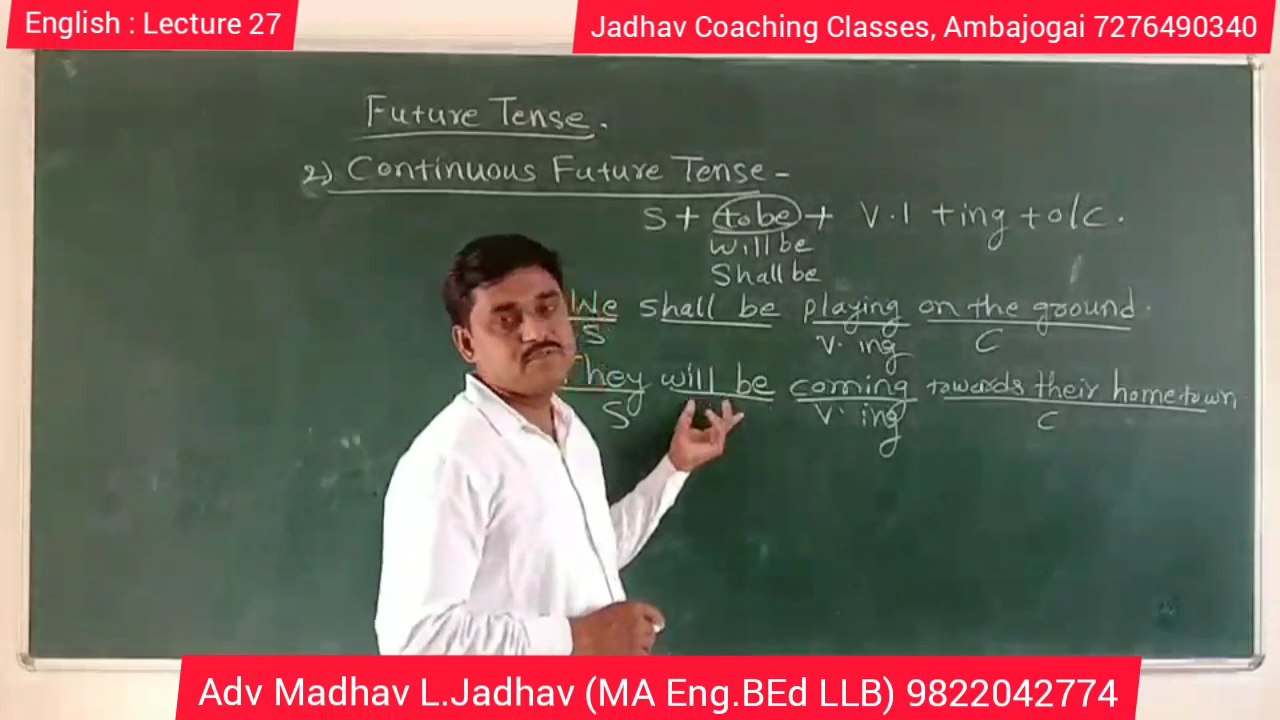 English : Lecture 27
Jadhav Coaching Classes, Ambajogai 7276490340
Future Tense.
2) Continuous Future Tense -
S + to be + V.1 + ing + o/c.
Will be
Shall be
We shall be playing on the ground.
S V. ing C
They will be coming towards their hometown.
S V. ing C
Adv Madhav L.Jadhav (MA Eng.BEd LLB) 9822042774